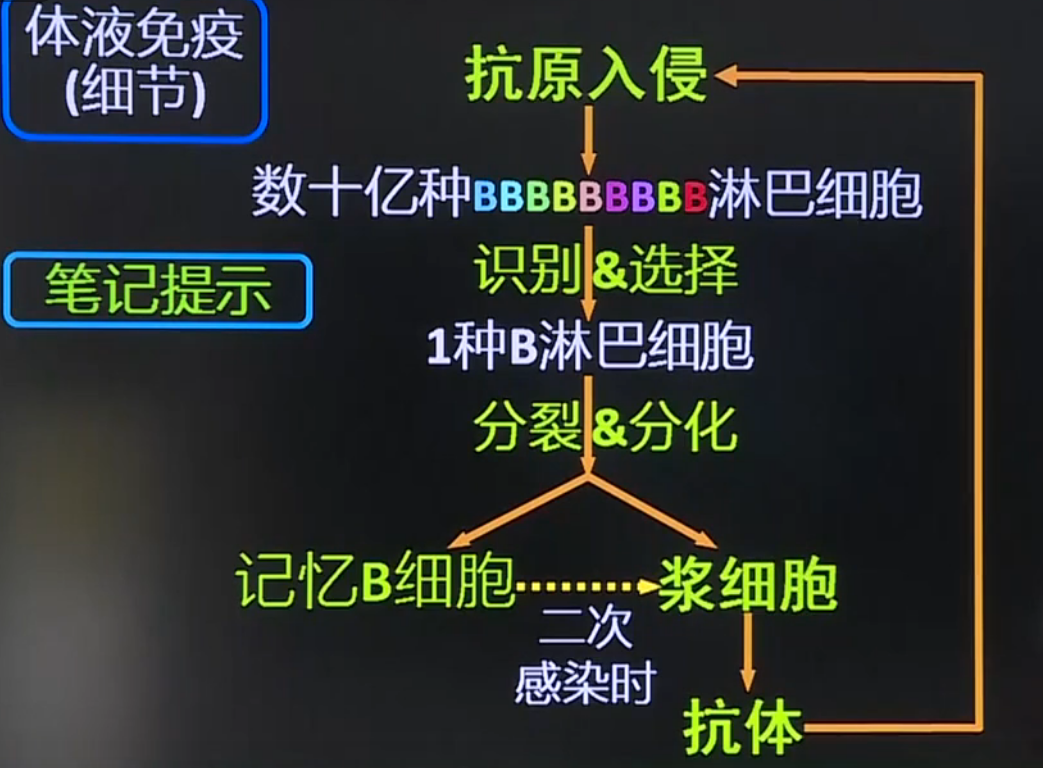 体液免疫
(细节)
抗原入侵
数十亿种BBBBBBBBB淋巴细胞
识别&选择
笔记提示
1种B淋巴细胞
分裂&分化
记忆B细胞
浆细胞
二次
感染时
抗体